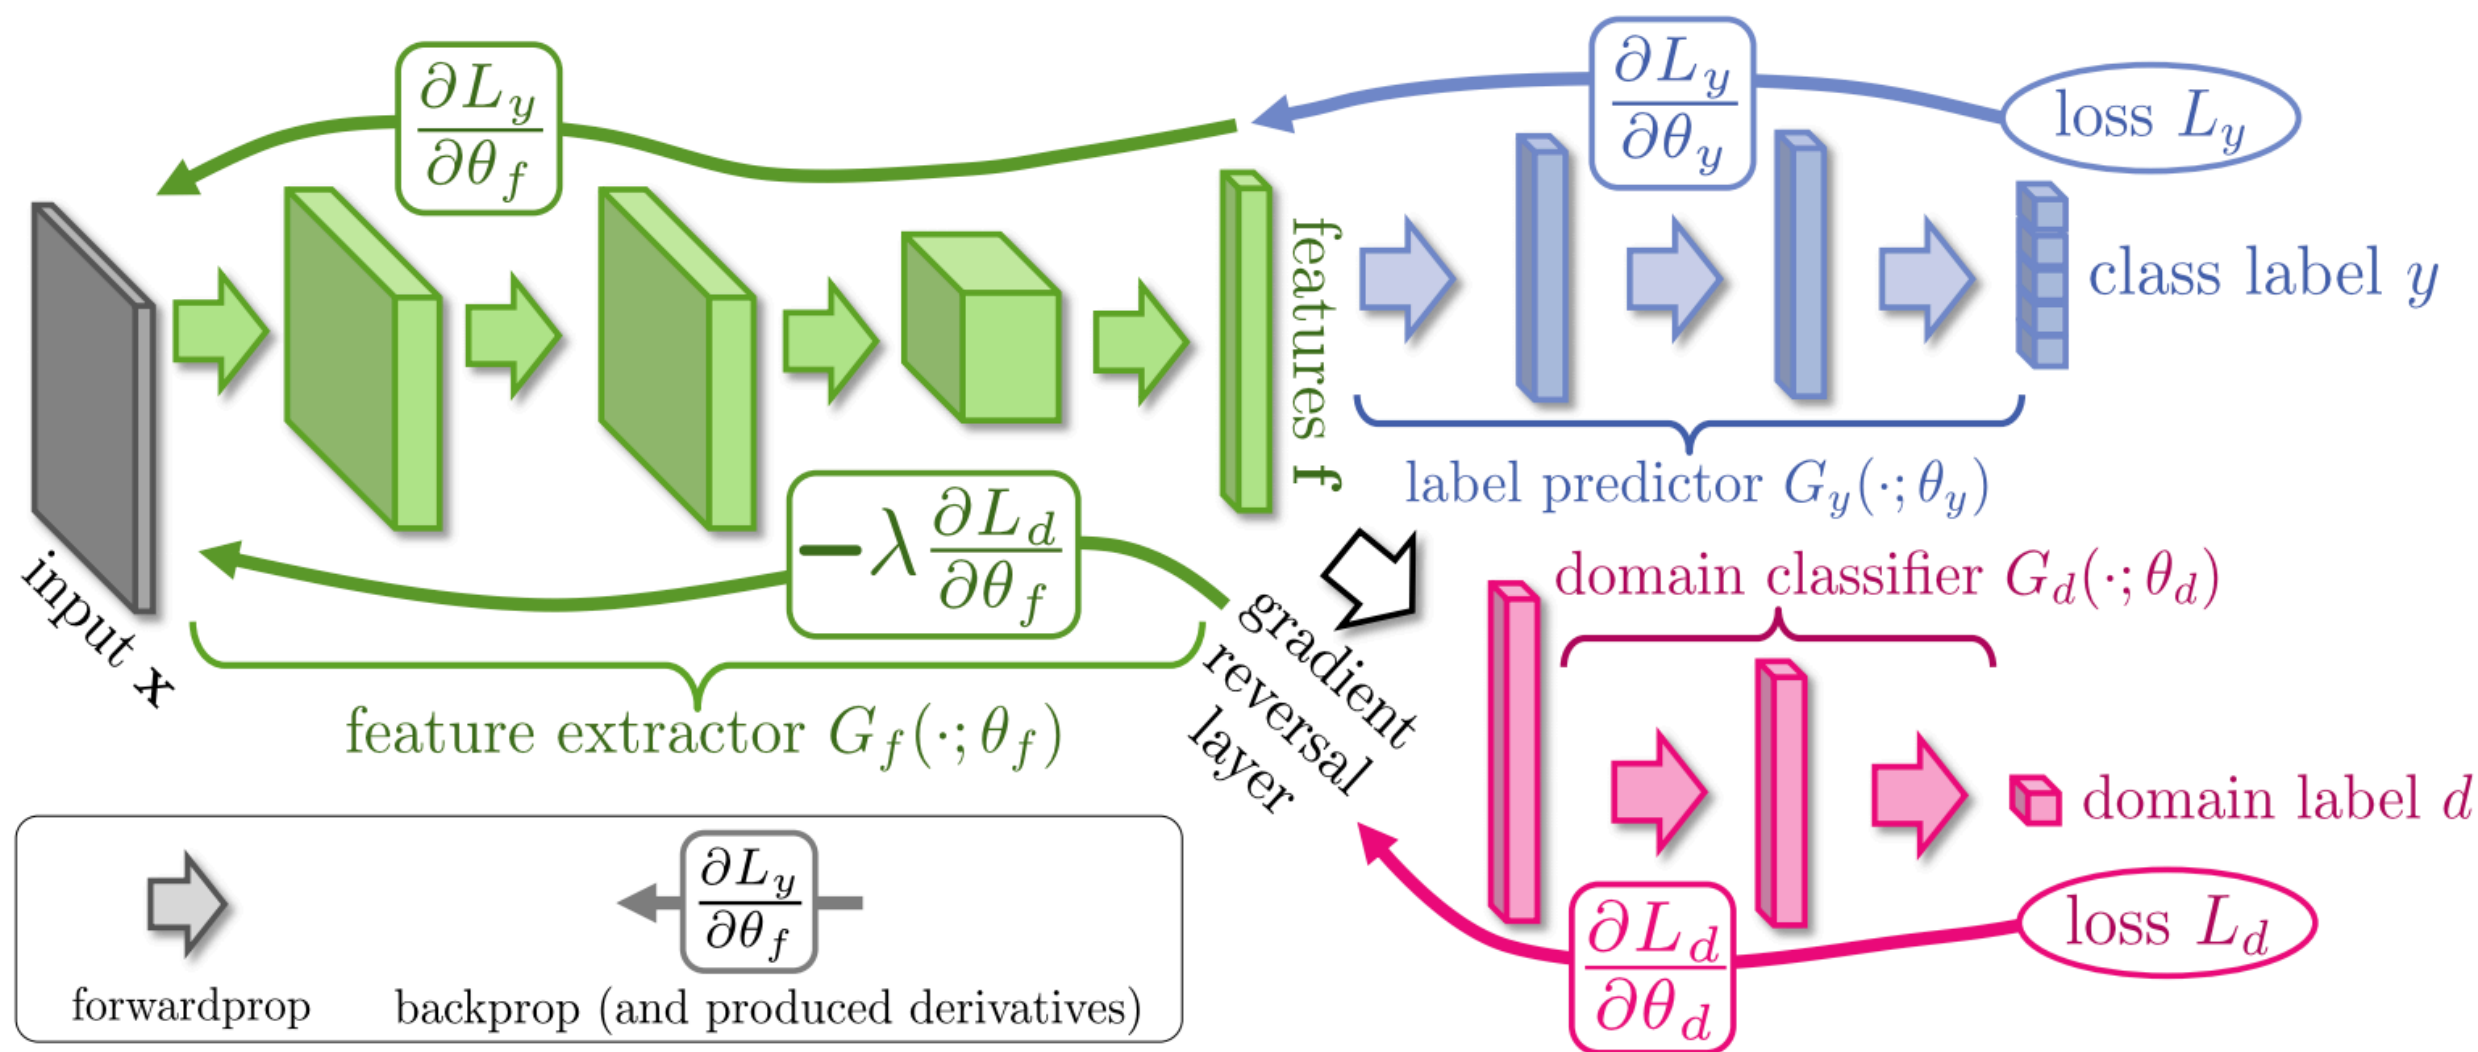 ∂L_y
∂θ_f
∂L_y
∂θ_y
loss L_y
features f
class label y
label predictor G_y(·; θ_y)
−λ ∂L_d
∂θ_f
input x
feature extractor G_f(·; θ_f)
gradient
reversal
layer
domain classifier G_d(·; θ_d)
domain label d
loss L_d
∂L_d
∂θ_d
∂L_y
∂θ_f
forwardprop
backprop (and produced derivatives)